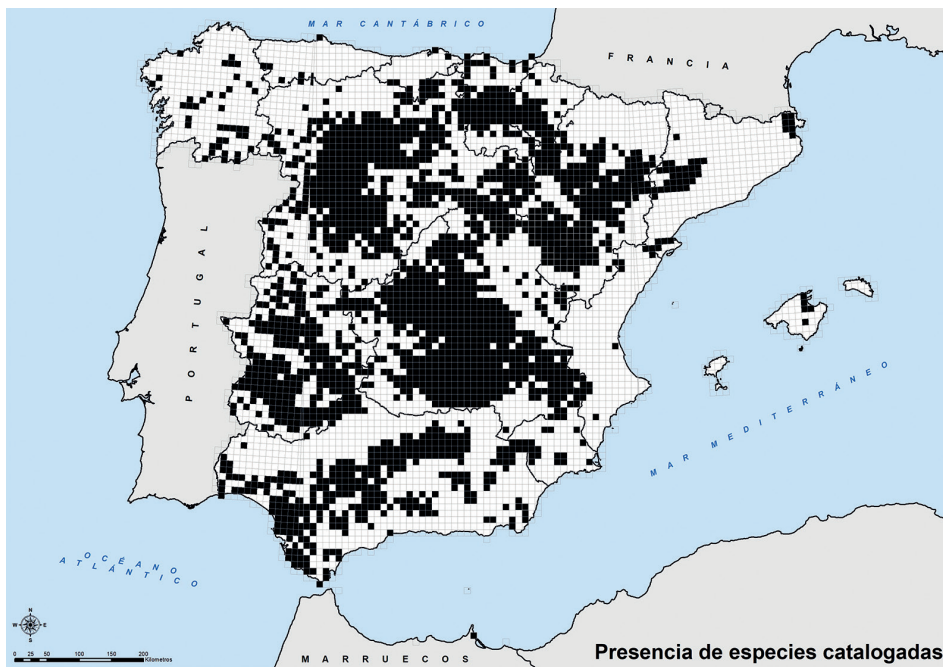 MAR CANTÁBRICO
FRANCIA
PORTUGAL
MAR MEDITERRÁNEO
OCÉANO
ATLÁNTICO
N
W E
S
0 25 50 100 150 200
Kilometros
MARRUECOS
Presencia de especies catalogadas